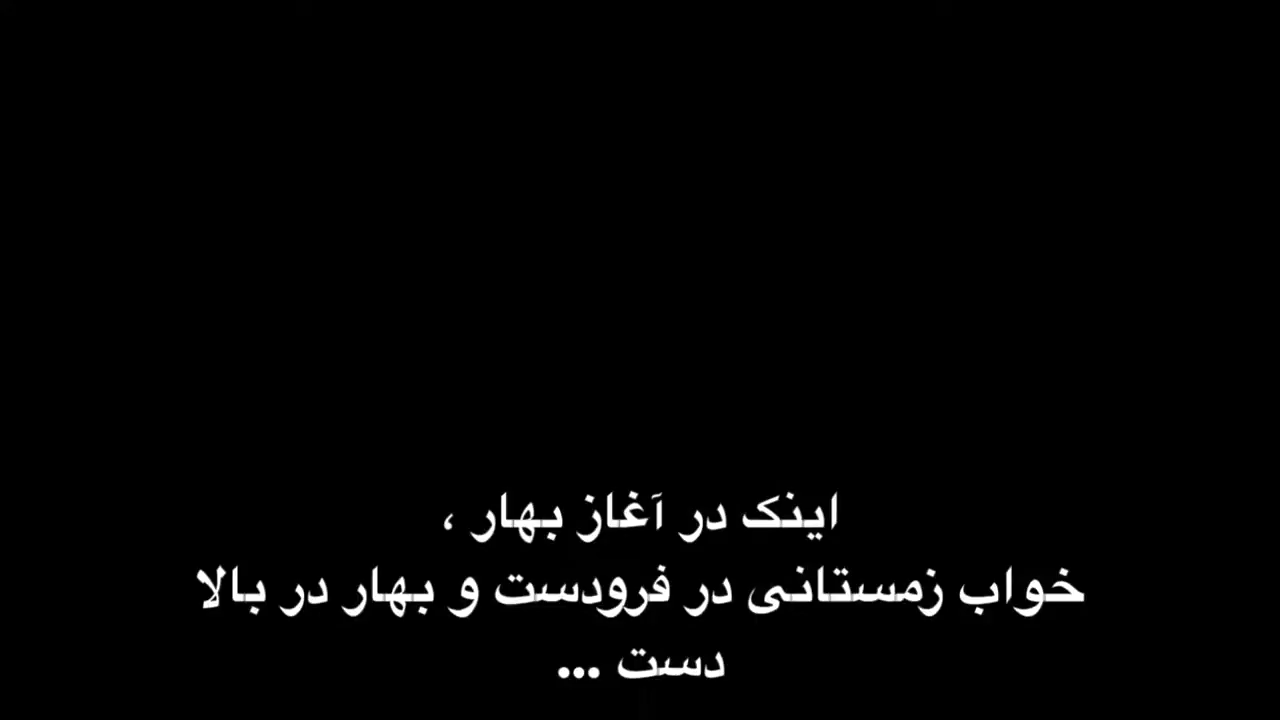 اینک در آغاز بهار ،
خواب زمستانی در فرودست و بهار در بالا
دست ...